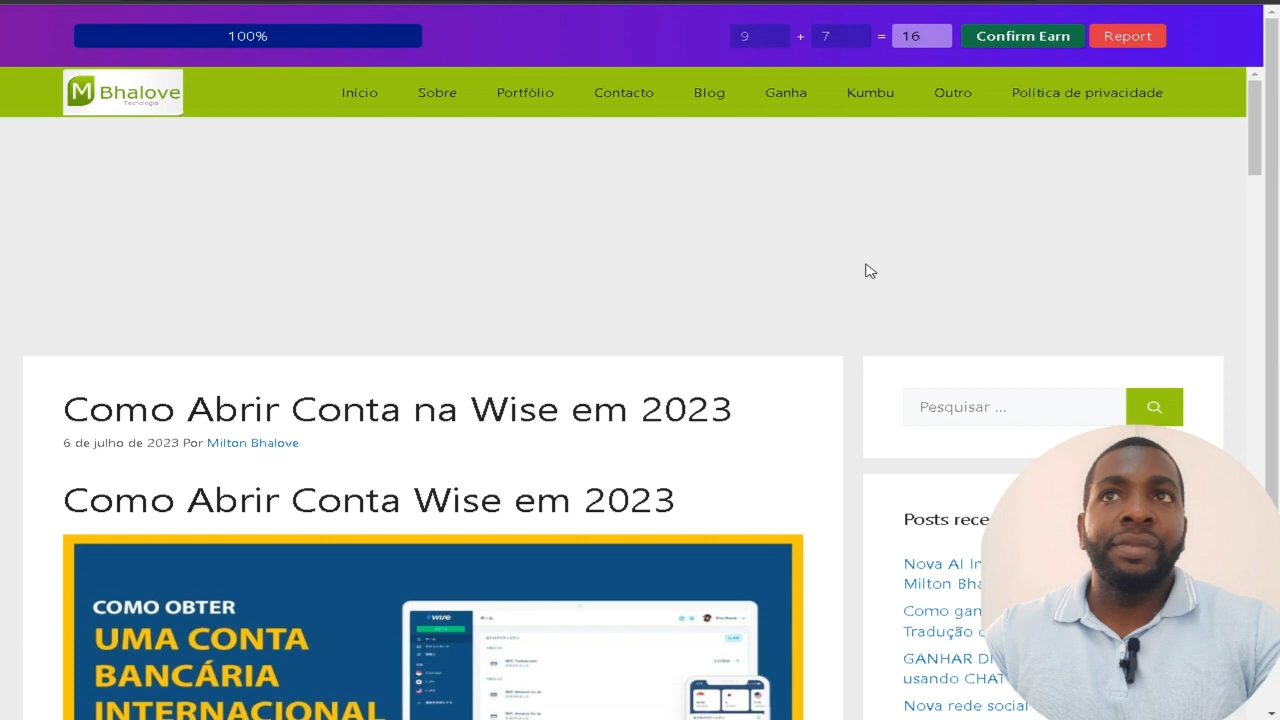 100%
9 + 7 = 16 Confirm Earn Report
M Bhalove
Tecnologia
Início Sobre Portfólio Contacto Blog Ganha Kumbu Outro Política de privacidade
Como Abrir Conta na Wise em 2023
6 de julho de 2023 Por Milton Bhalove
Como Abrir Conta Wise em 2023
COMO OBTER
UMA CONTA
BANCÁRIA
INTERNACIONAL
Pesquisar ...
Posts rece
Nova AI In
Milton Bha
Como gan
GANHA D
usando CHAT
Nova Rede Social